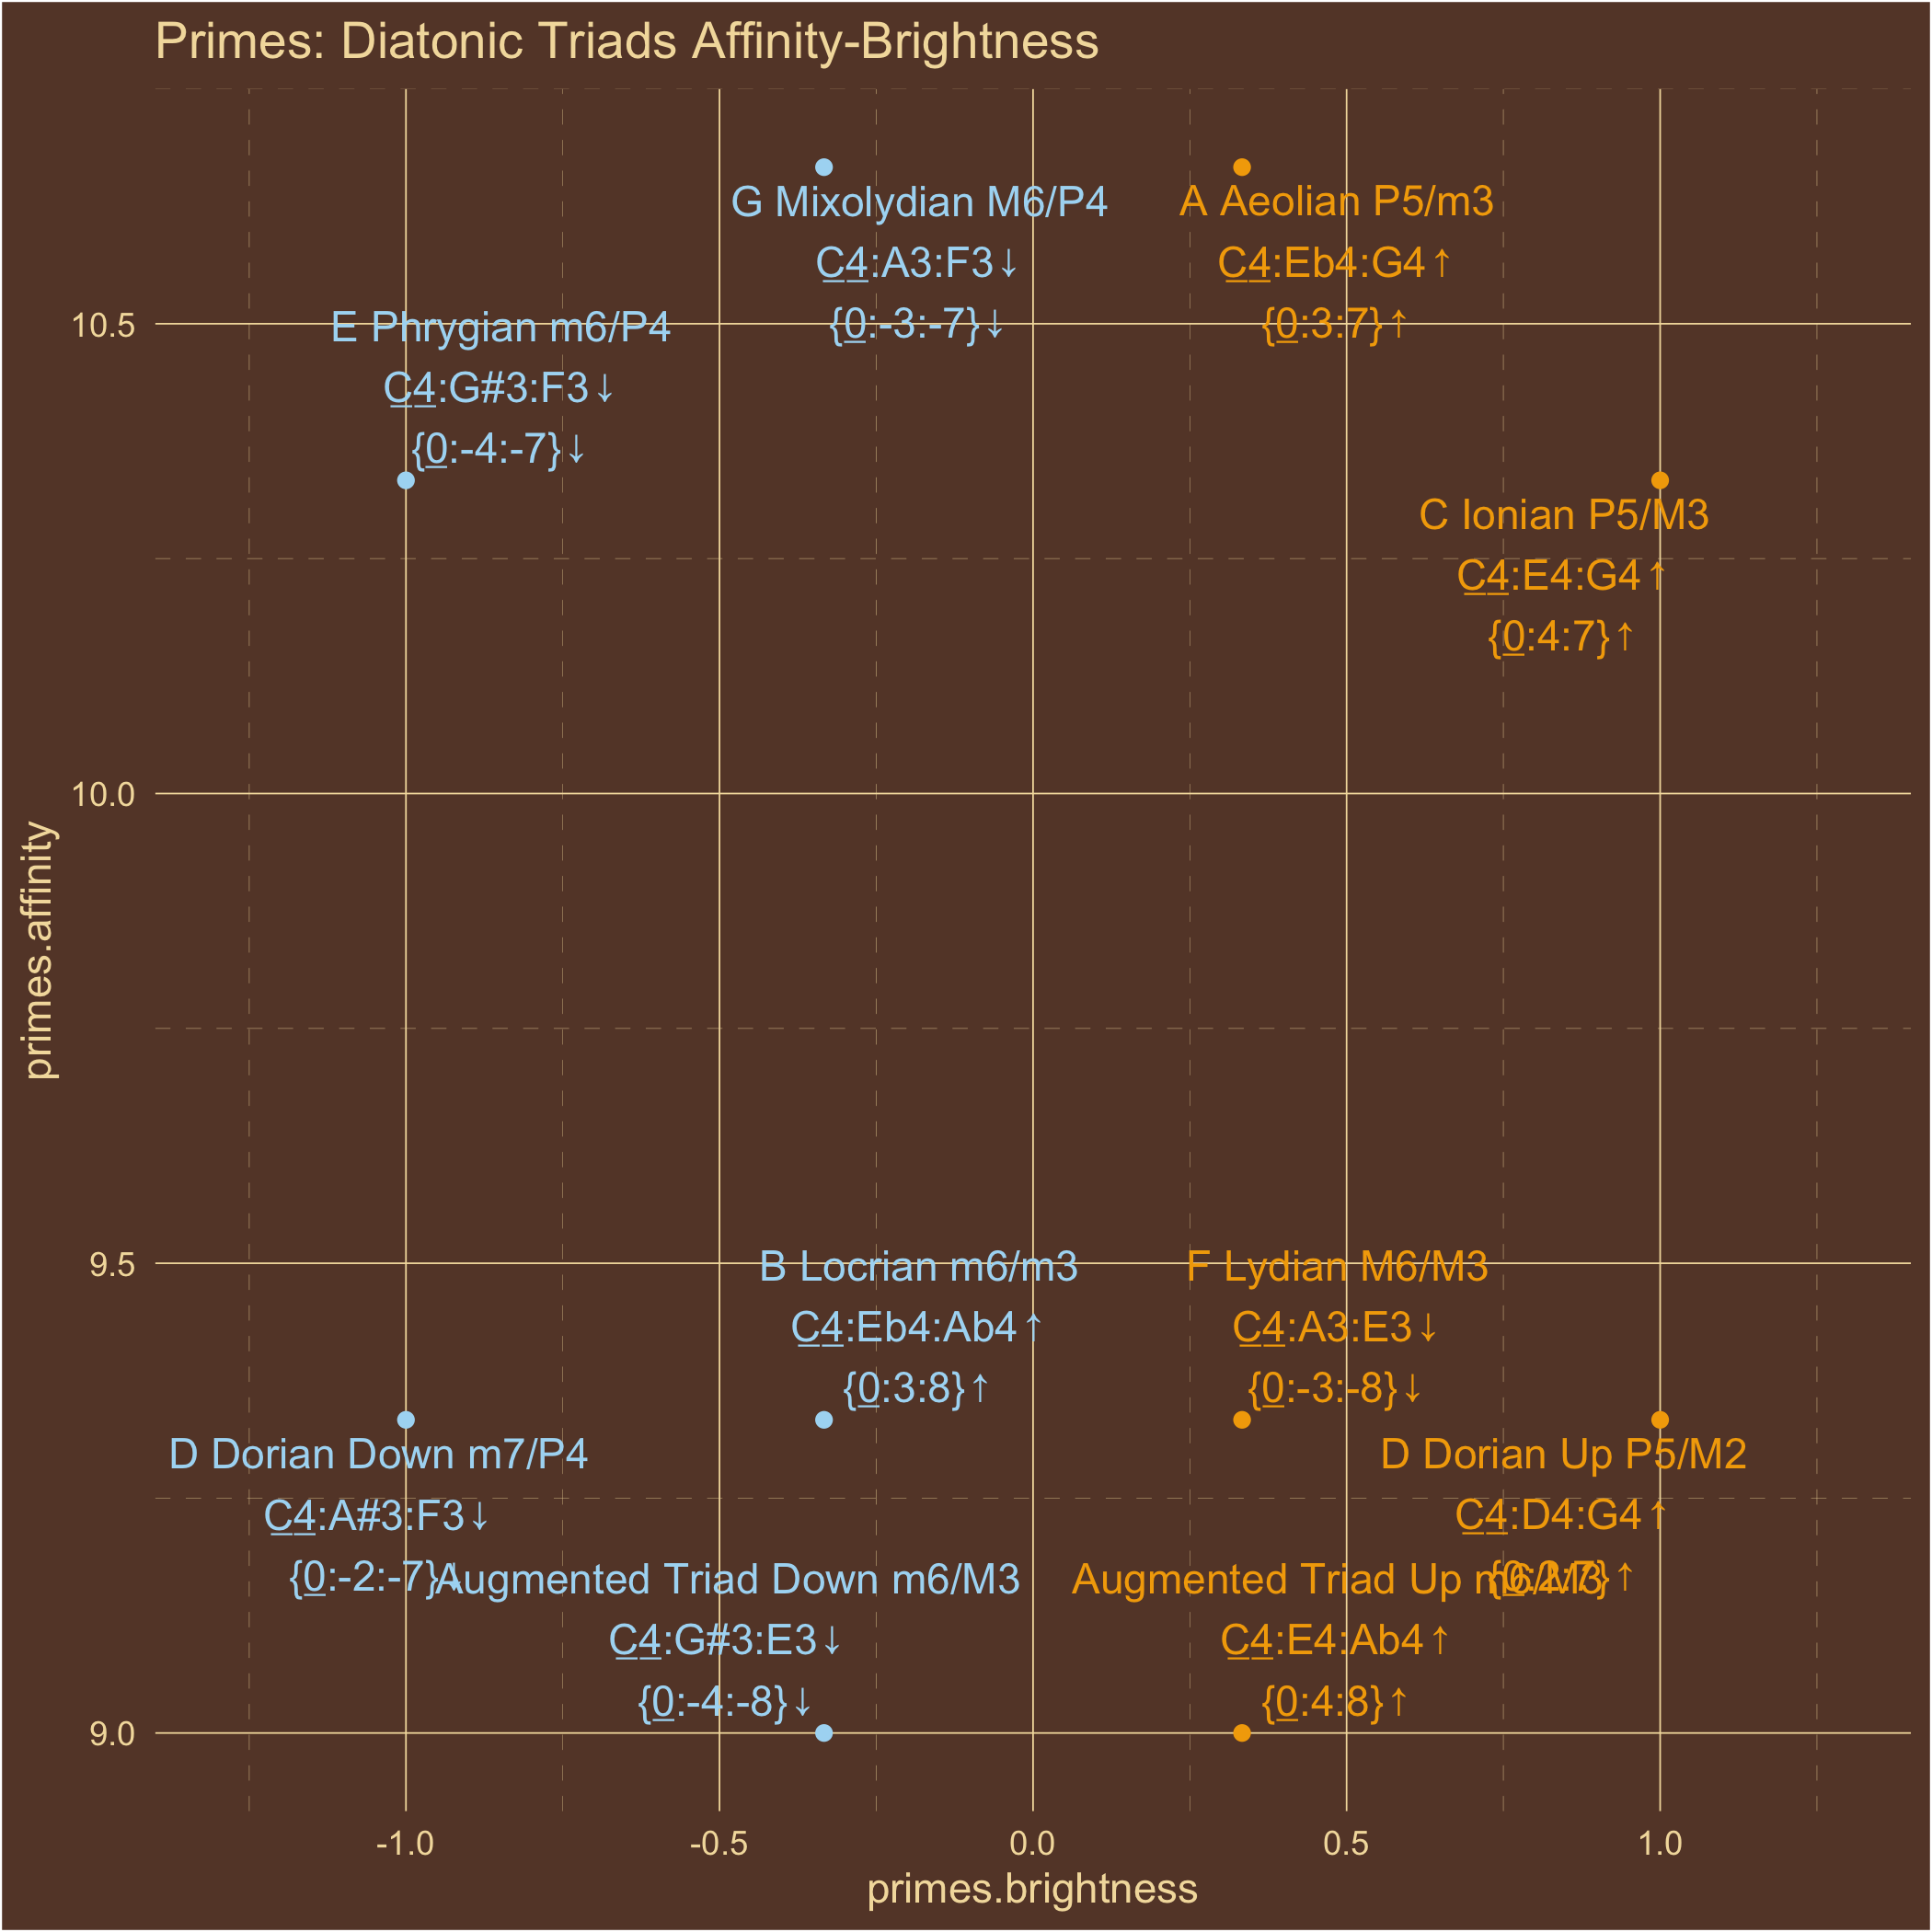 Primes: Diatonic Triads Affinity-Brightness
G Mixolydian M6/P4
C4:A3:F3↓
{0:-3:-7}↓
A Aeolian P5/m3
C4:Eb4:G4↑
{0:3:7}↑
E Phrygian m6/P4
C4:G#3:F3↓
{0:-4:-7}↓
C Ionian P5/M3
C4:E4:G4↑
{0:4:7}↑
B Locrian m6/m3
C4:Eb4:Ab4↑
{0:3:8}↑
F Lydian M6/M3
C4:A3:E3↓
{0:-3:-8}↓
D Dorian Down m7/P4
C4:A#3:F3↓
{0:-2:-7}↓
D Dorian Up P5/M2
C4:D4:G4↑
{0:2:7}↑
Augmented Triad Down m6/M3
C4:G#3:E3↓
{0:-4:-8}↓
Augmented Triad Up m6/M3
C4:E4:Ab4↑
{0:4:8}↑
10.5
10.0
9.5
9.0
primes.affinity
-1.0
-0.5
0.0
0.5
1.0
primes.brightness